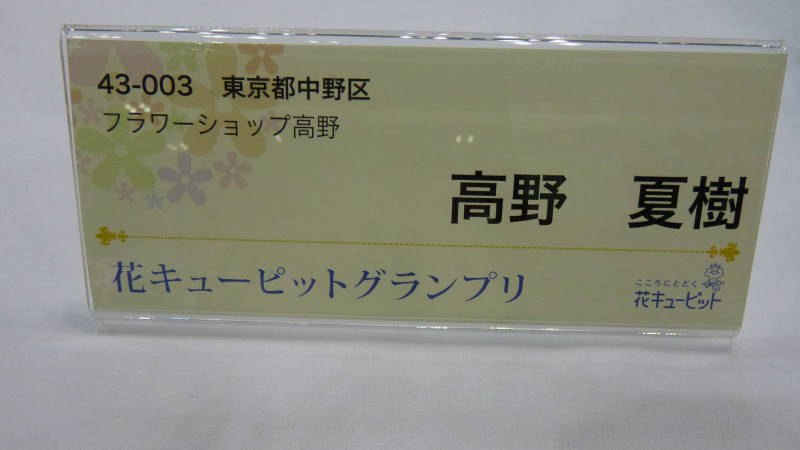 43-003 東京都中野区
フラワーショップ高野
高野 夏樹
花キューピットグランプリ
こころにとどく
花キューピット